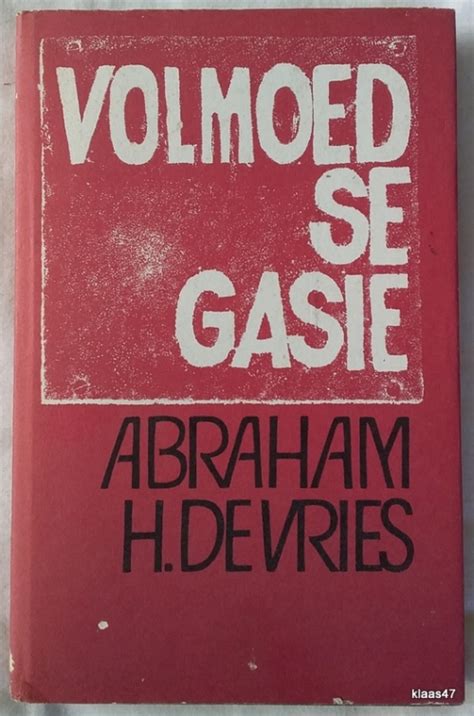 VOLMOED
SE
GASIE
ABRAHAM
H. DE VRIES
klaas47